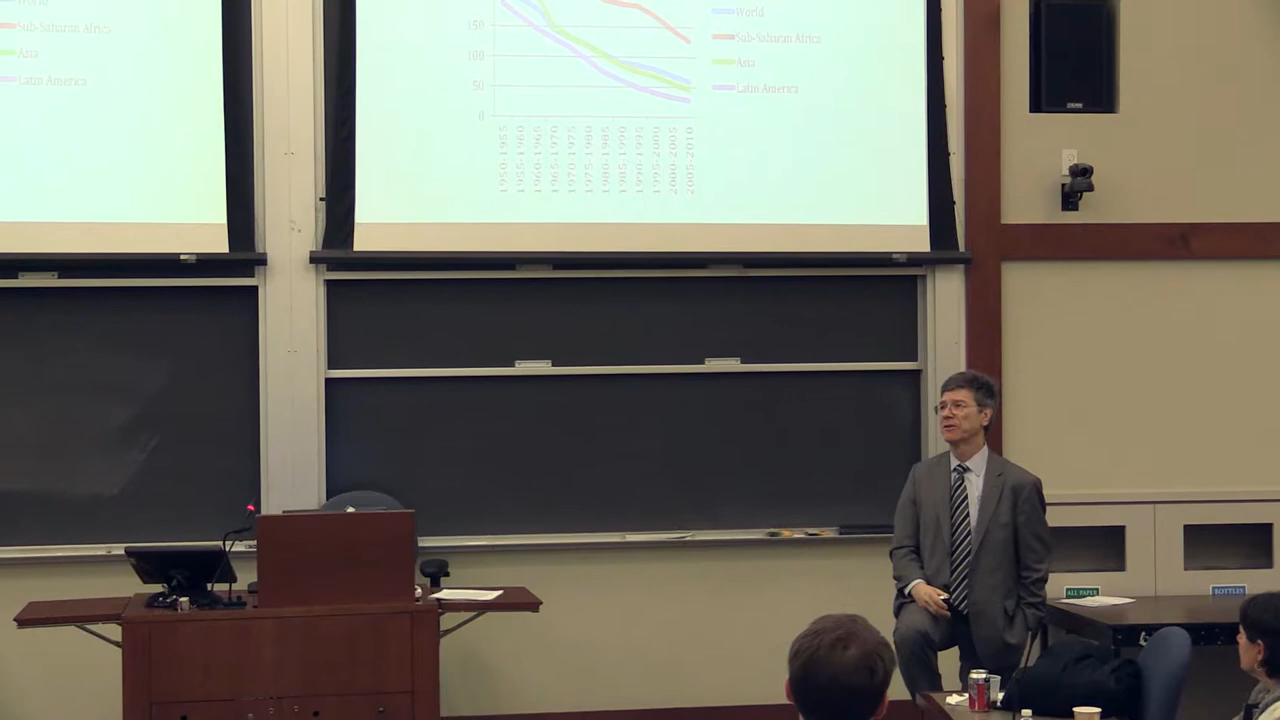 World
Sub-Saharan Africa
Asia
Latin America
150
100
50
0
1950-1955
1955-1960
1960-1965
1965-1970
1970-1975
1975-1980
1980-1985
1985-1990
1990-1995
1995-2000
2000-2005
2005-2010
World
Sub-Saharan Africa
Asia
Latin America
ALL PAPER
BOTTLES